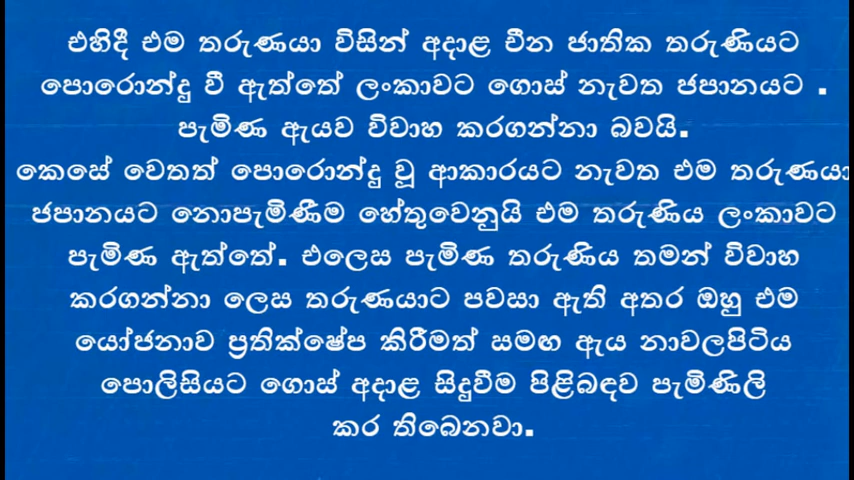 එහිදී එම තරුණයා විසින් අදාළ චීන ජාතික තරුණියට
පොරොන්දු වී ඇත්තේ ලංකාවට ගොස් නැවත ජපානයට .
පැමිණ ඇයව විවාහ කරගන්නා බවයි.
කෙසේ වෙතත් පොරොන්දු වූ ආකාරයට නැවත එම තරුණයා
ජපානයට නොපැමිණීම හේතුවෙනුයි එම තරුණිය ලංකාවට
පැමිණ ඇත්තේ. එලෙස පැමිණ තරුණිය තමන් විවාහ
කරගන්නා ලෙස තරුණයාට පවසා ඇති අතර ඔහු එම
යෝජනාව ප්‍රතික්ෂේප කිරීමත් සමඟ ඇය නාවලපිටිය
පොලිසියට ගොස් අදාළ සිදුවීම පිළිබඳව පැමිණිලි
කර තිබෙනවා.